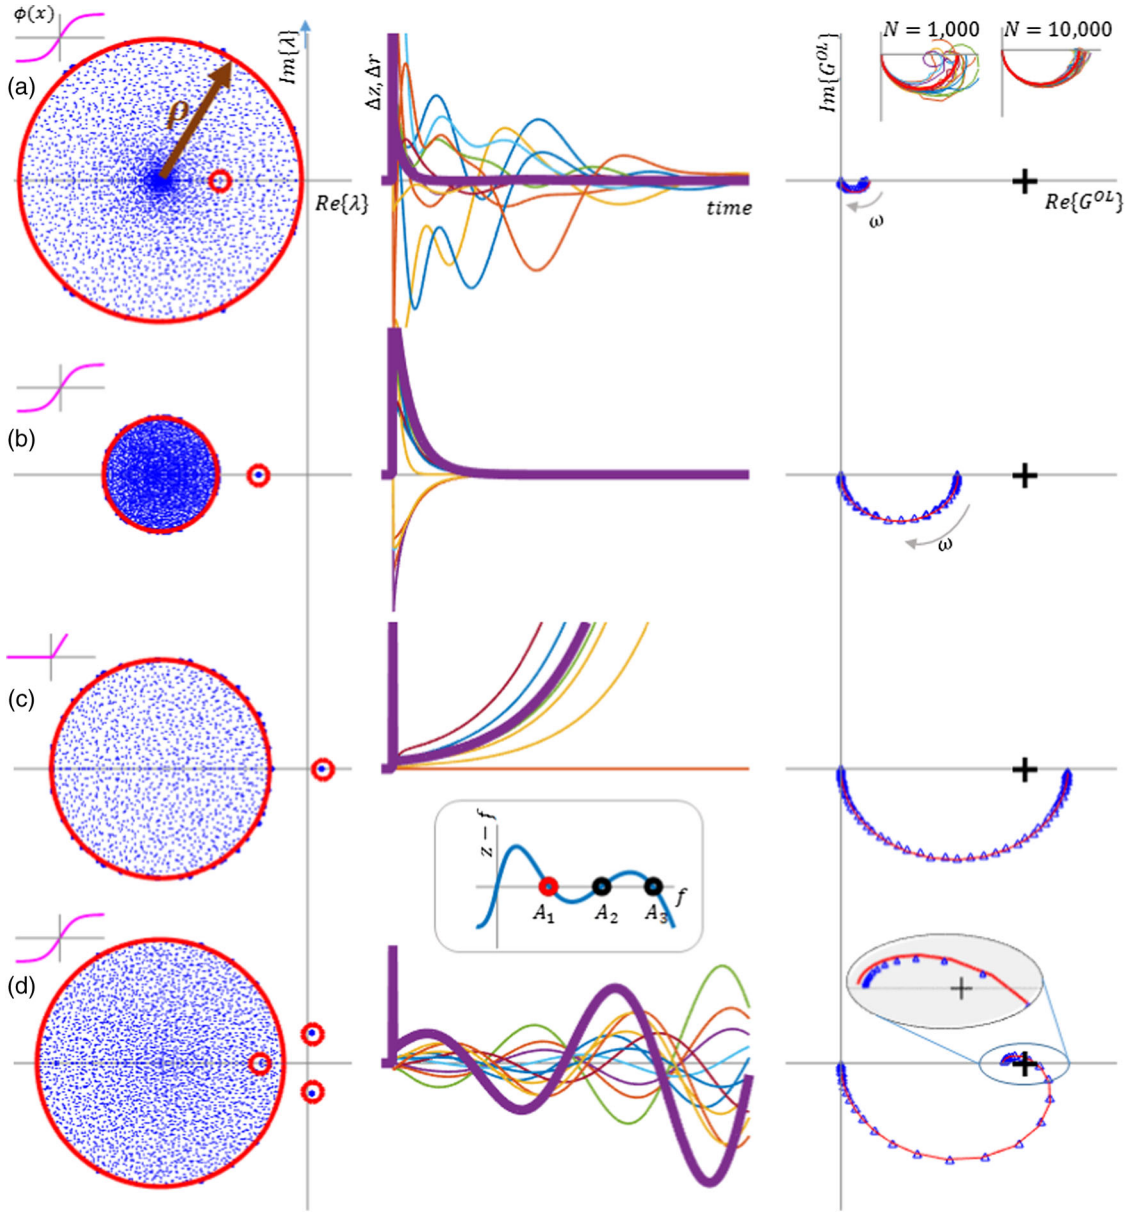 ϕ(x)
Im{λ}
Δz, Δr
Im{G^OL}
N = 1,000
N = 10,000
(a)
ρ
Re{λ}
time
Re{G^OL}
ω
(b)
ω
(c)
z − f
f
A₁
A₂
A₃
(d)